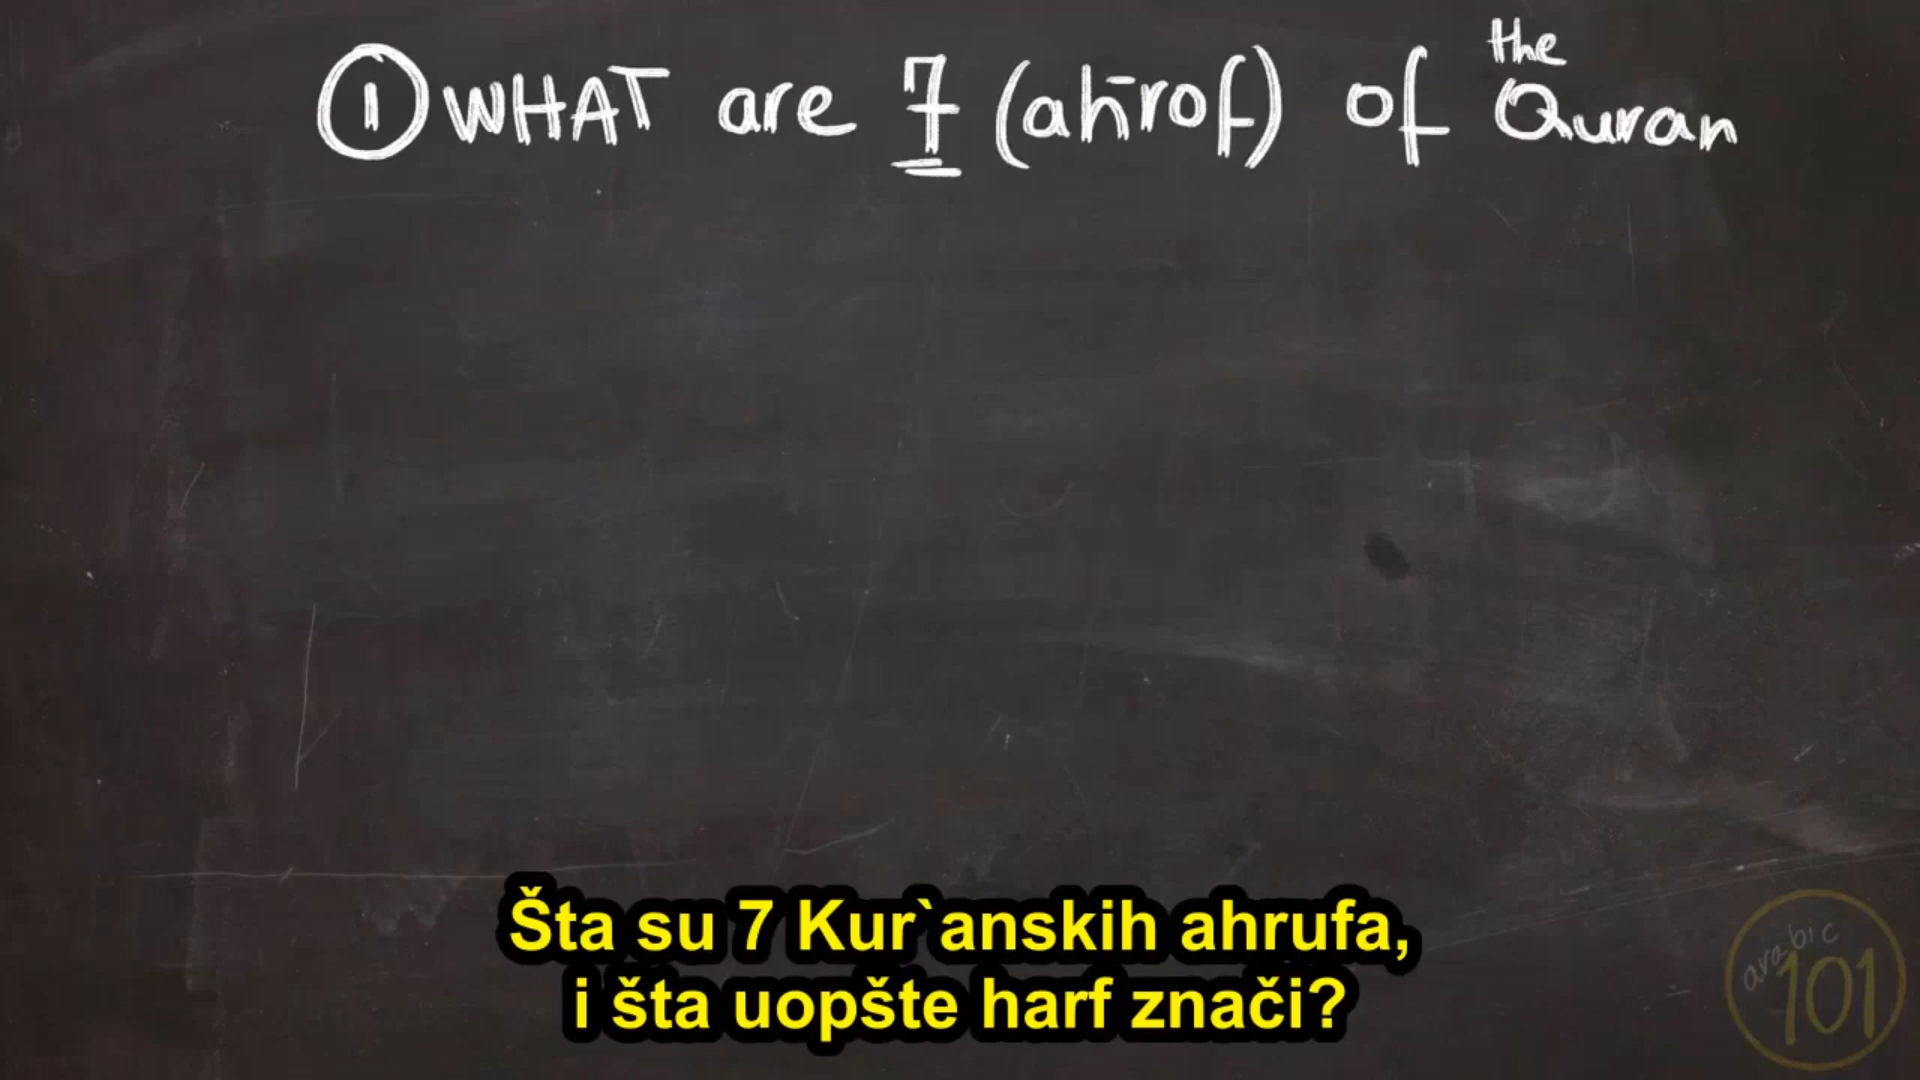 the
① WHAT are 7 (ahrof) of Quran
Šta su 7 Kur`anskih ahrufa,
i šta uopšte harf znači?
arabic
101